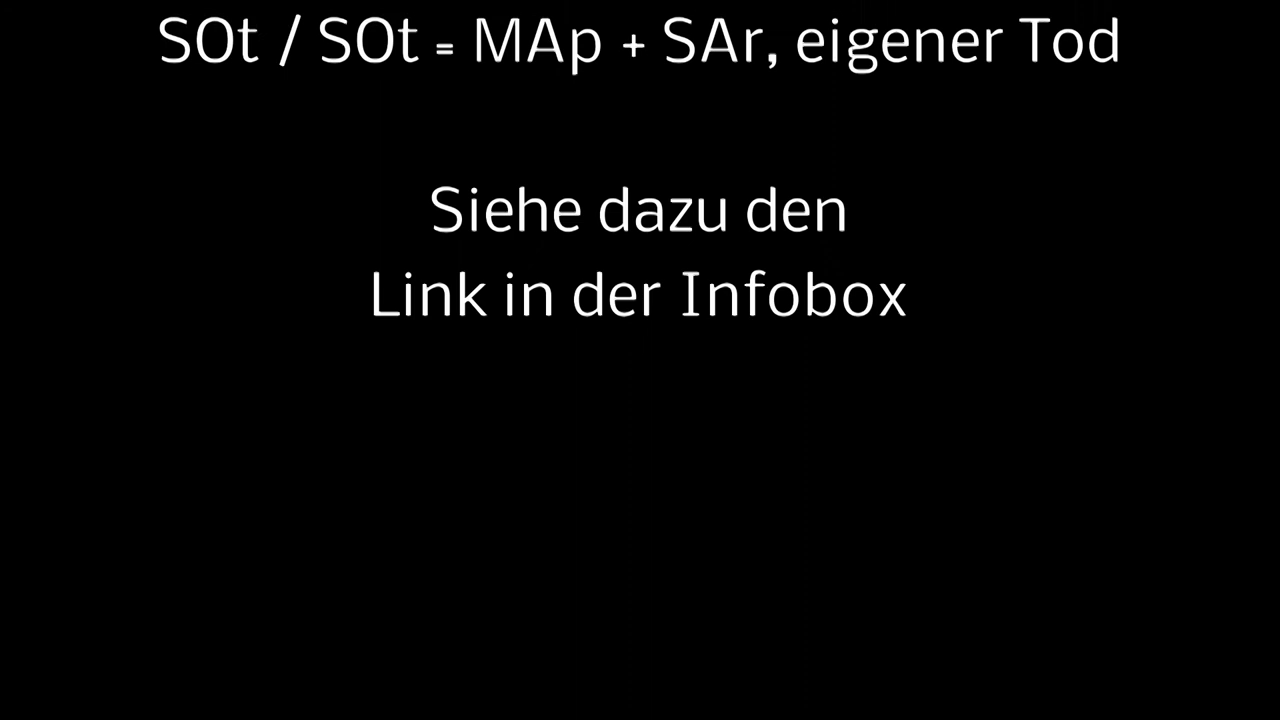 SOt / SOt = MAp + SAr, eigener Tod
Siehe dazu den
Link in der Infobox